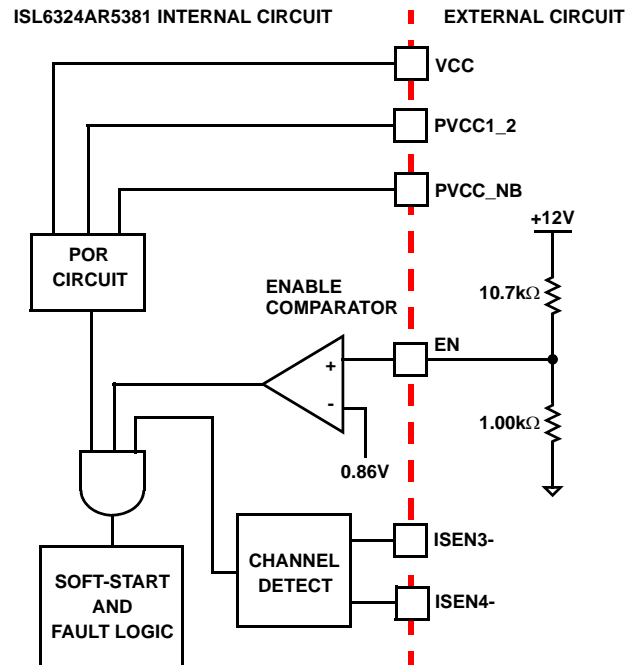 ISL6324AR5381 INTERNAL CIRCUIT
EXTERNAL CIRCUIT
VCC
PVCC1_2
PVCC_NB
+12V
POR
CIRCUIT
ENABLE
COMPARATOR
10.7kΩ
EN
+
-
1.00kΩ
0.86V
ISEN3-
CHANNEL
DETECT
SOFT-START
AND
FAULT LOGIC
ISEN4-